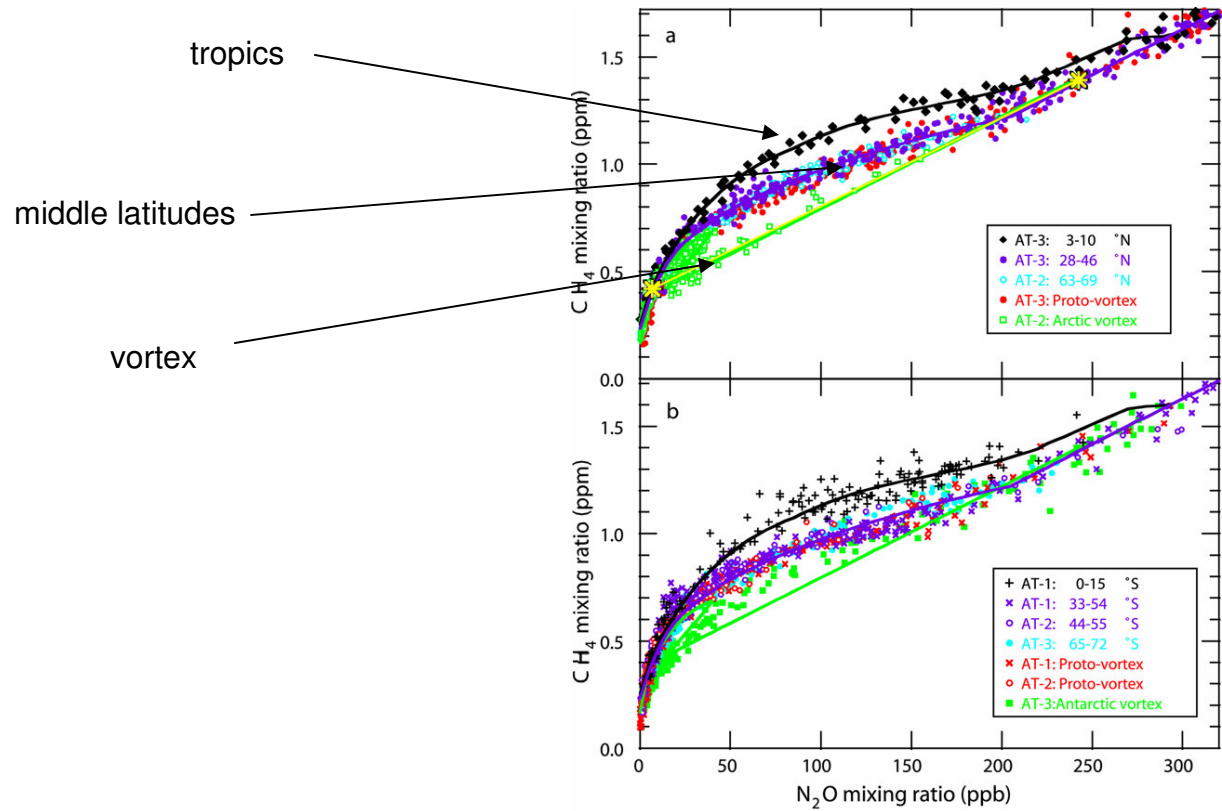 tropics
middle latitudes
vortex
a
CH4 mixing ratio (ppm)
1.5
1.0
0.5
0.0
AT-3: 3-10 °N
AT-3: 28-46 °N
AT-2: 63-69 °N
AT-3: Proto-vortex
AT-2: Arctic vortex
b
CH4 mixing ratio (ppm)
1.5
1.0
0.5
0.0
AT-1: 0-15 °S
AT-1: 33-54 °S
AT-2: 44-55 °S
AT-3: 65-72 °S
AT-1: Proto-vortex
AT-2: Proto-vortex
AT-3:Antarctic vortex
0 50 100 150 200 250 300
N2O mixing ratio (ppb)